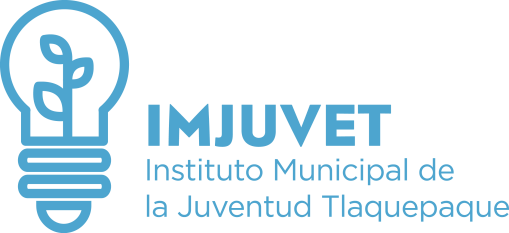 IMJUVET
Instituto Municipal de
la Juventud Tlaquepaque